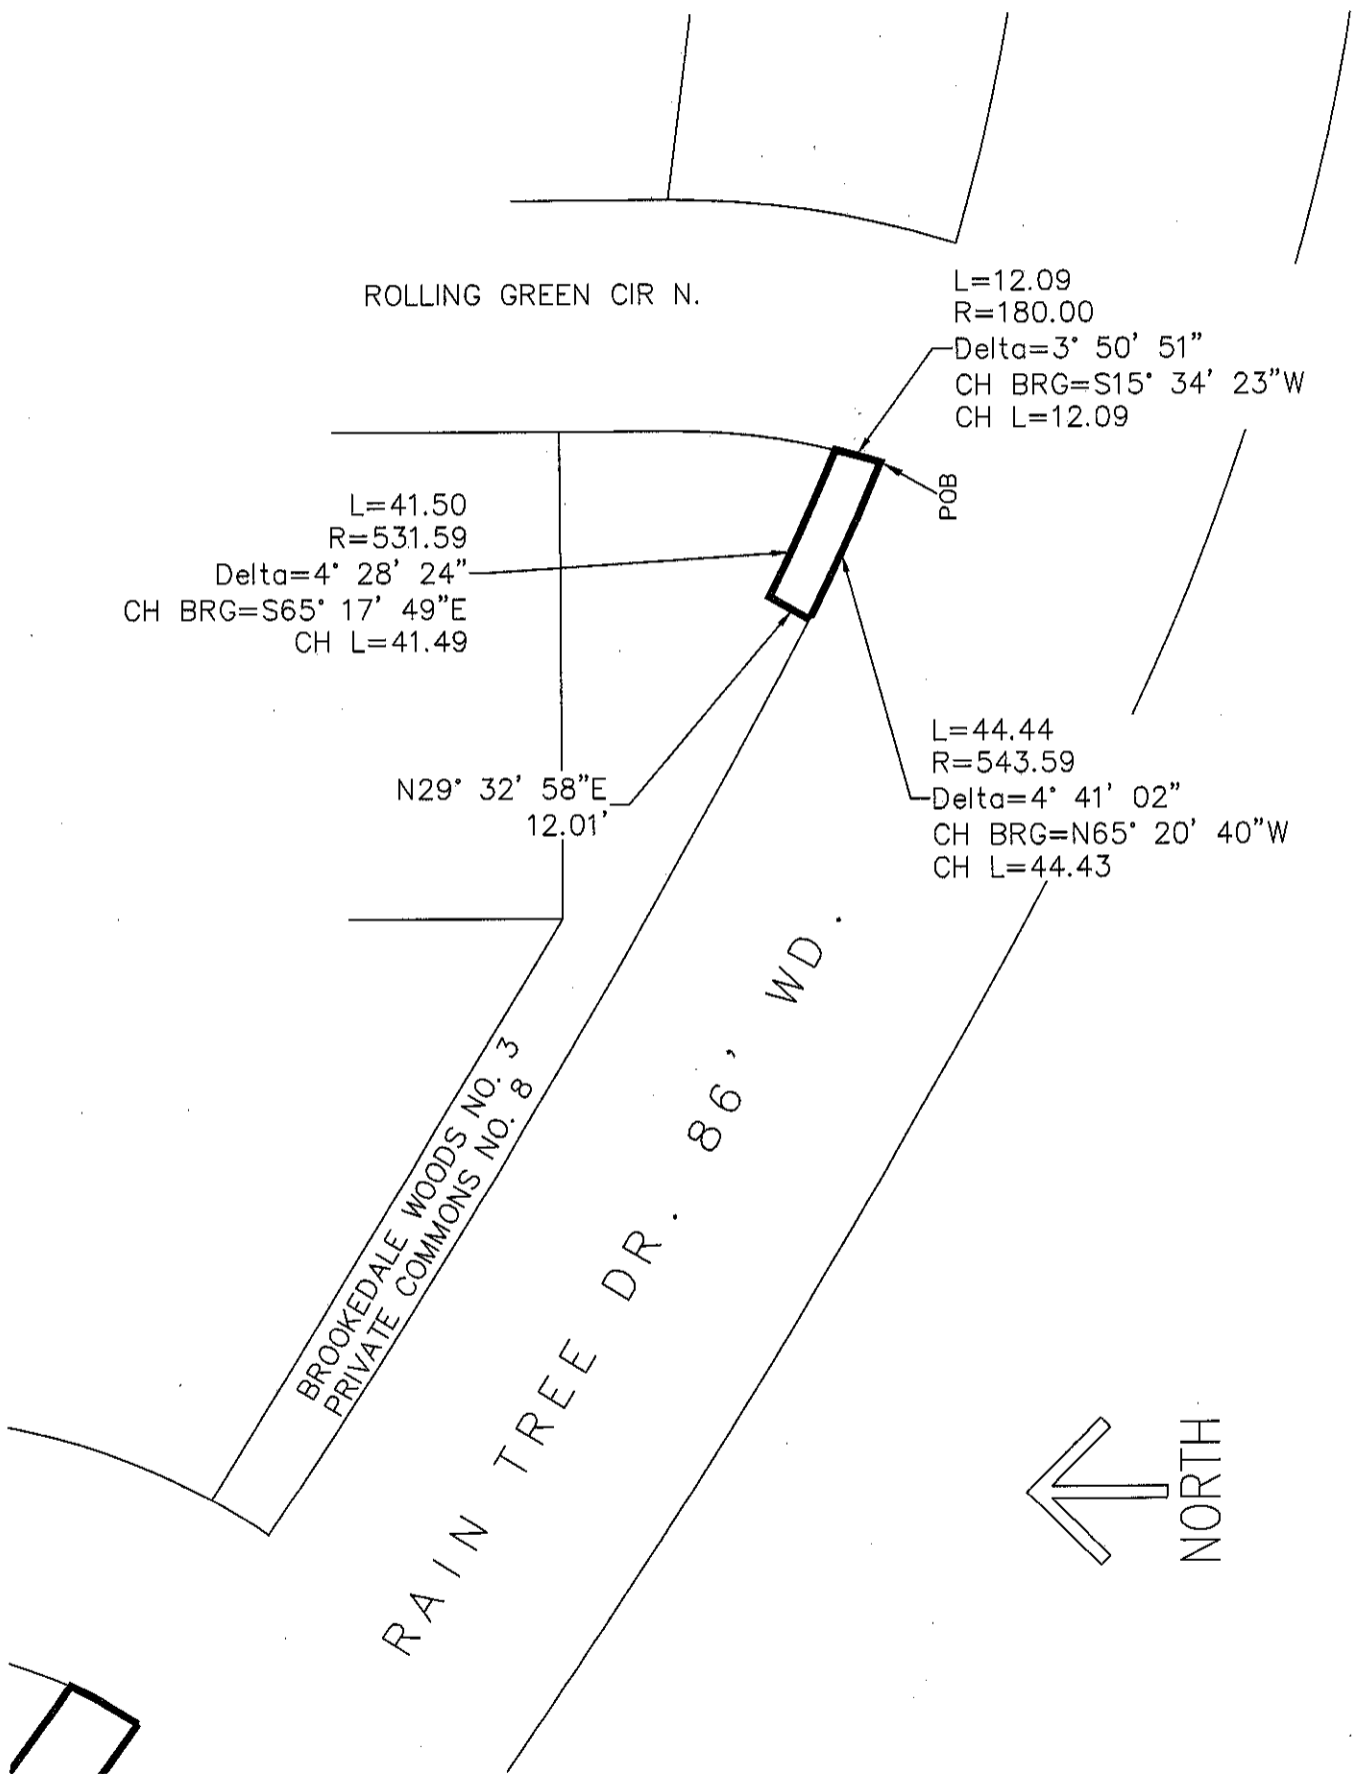 ROLLING GREEN CIR N.
L=12.09
R=180.00
Delta=3° 50' 51"
CH BRG=S15° 34' 23"W
CH L=12.09
POB
L=41.50
R=531.59
Delta=4° 28' 24"
CH BRG=S65° 17' 49"E
CH L=41.49
N29° 32' 58"E
12.01'
L=44.44
R=543.59
Delta=4° 41' 02"
CH BRG=N65° 20' 40"W
CH L=44.43
BROOKEDALE WOODS NO. 3
PRIVATE COMMONS NO. 8
RAIN TREE DR. 86' WD.
NORTH